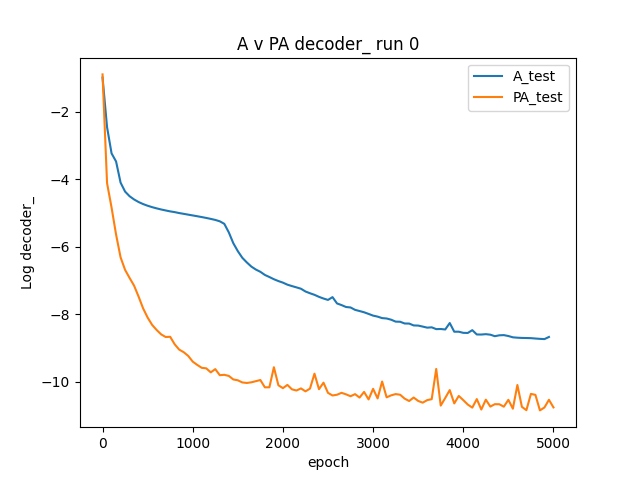 A v PA decoder_ run 0
A_test
PA_test
Log decoder_
−2
−4
−6
−8
−10
0
1000
2000
3000
4000
5000
epoch